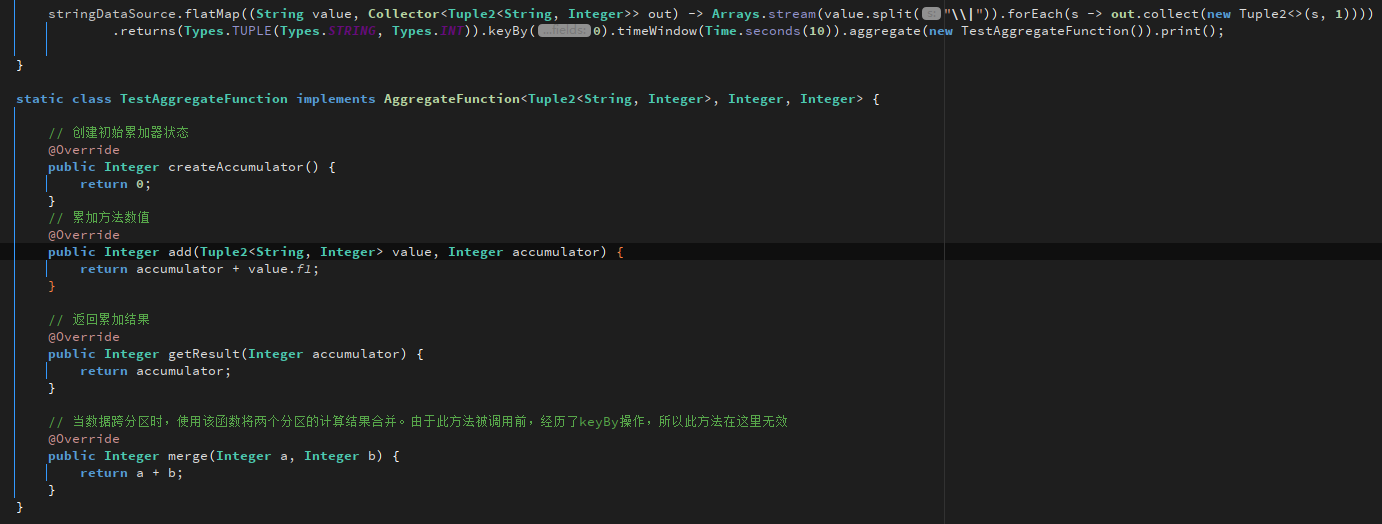 stringDataSource.flatMap((String value, Collector<Tuple2<String, Integer>> out) -> Arrays.stream(value.split( s: "\\|")).forEach(s -> out.collect(new Tuple2<>(s, 1))))
.returns(Types.TUPLE(Types.STRING, Types.INT)).keyBy( ...fields: 0).timeWindow(Time.seconds(10)).aggregate(new TestAggregateFunction()).print();
}
static class TestAggregateFunction implements AggregateFunction<Tuple2<String, Integer>, Integer, Integer> {
// 创建初始累加器状态
@Override
public Integer createAccumulator() {
return 0;
}
// 累加方法数值
@Override
public Integer add(Tuple2<String, Integer> value, Integer accumulator) {
return accumulator + value.f1;
}
// 返回累加结果
@Override
public Integer getResult(Integer accumulator) {
return accumulator;
}
// 当数据跨分区时，使用该函数将两个分区的计算结果合并。由于此方法被调用前，经历了keyBy操作，所以此方法在这里无效
@Override
public Integer merge(Integer a, Integer b) {
return a + b;
}
}